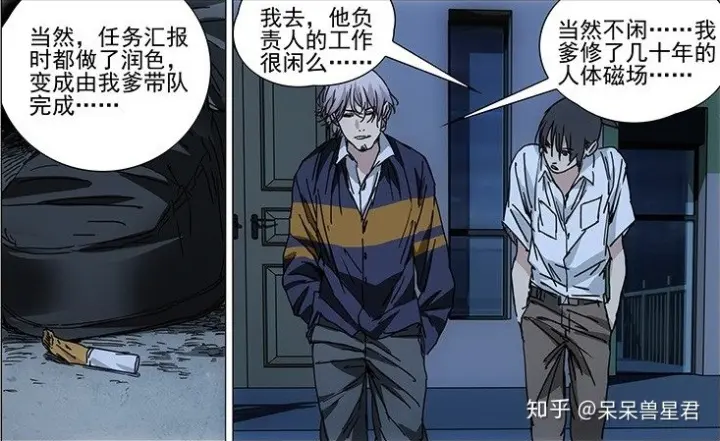 当然，任务汇报
时都做了润色，
变成由我爹带队
完成······
我去，他负
责人的工作
很闲么······
当然不闲······我
爹修了几十年的
人体磁场······
知乎 @呆呆兽星君